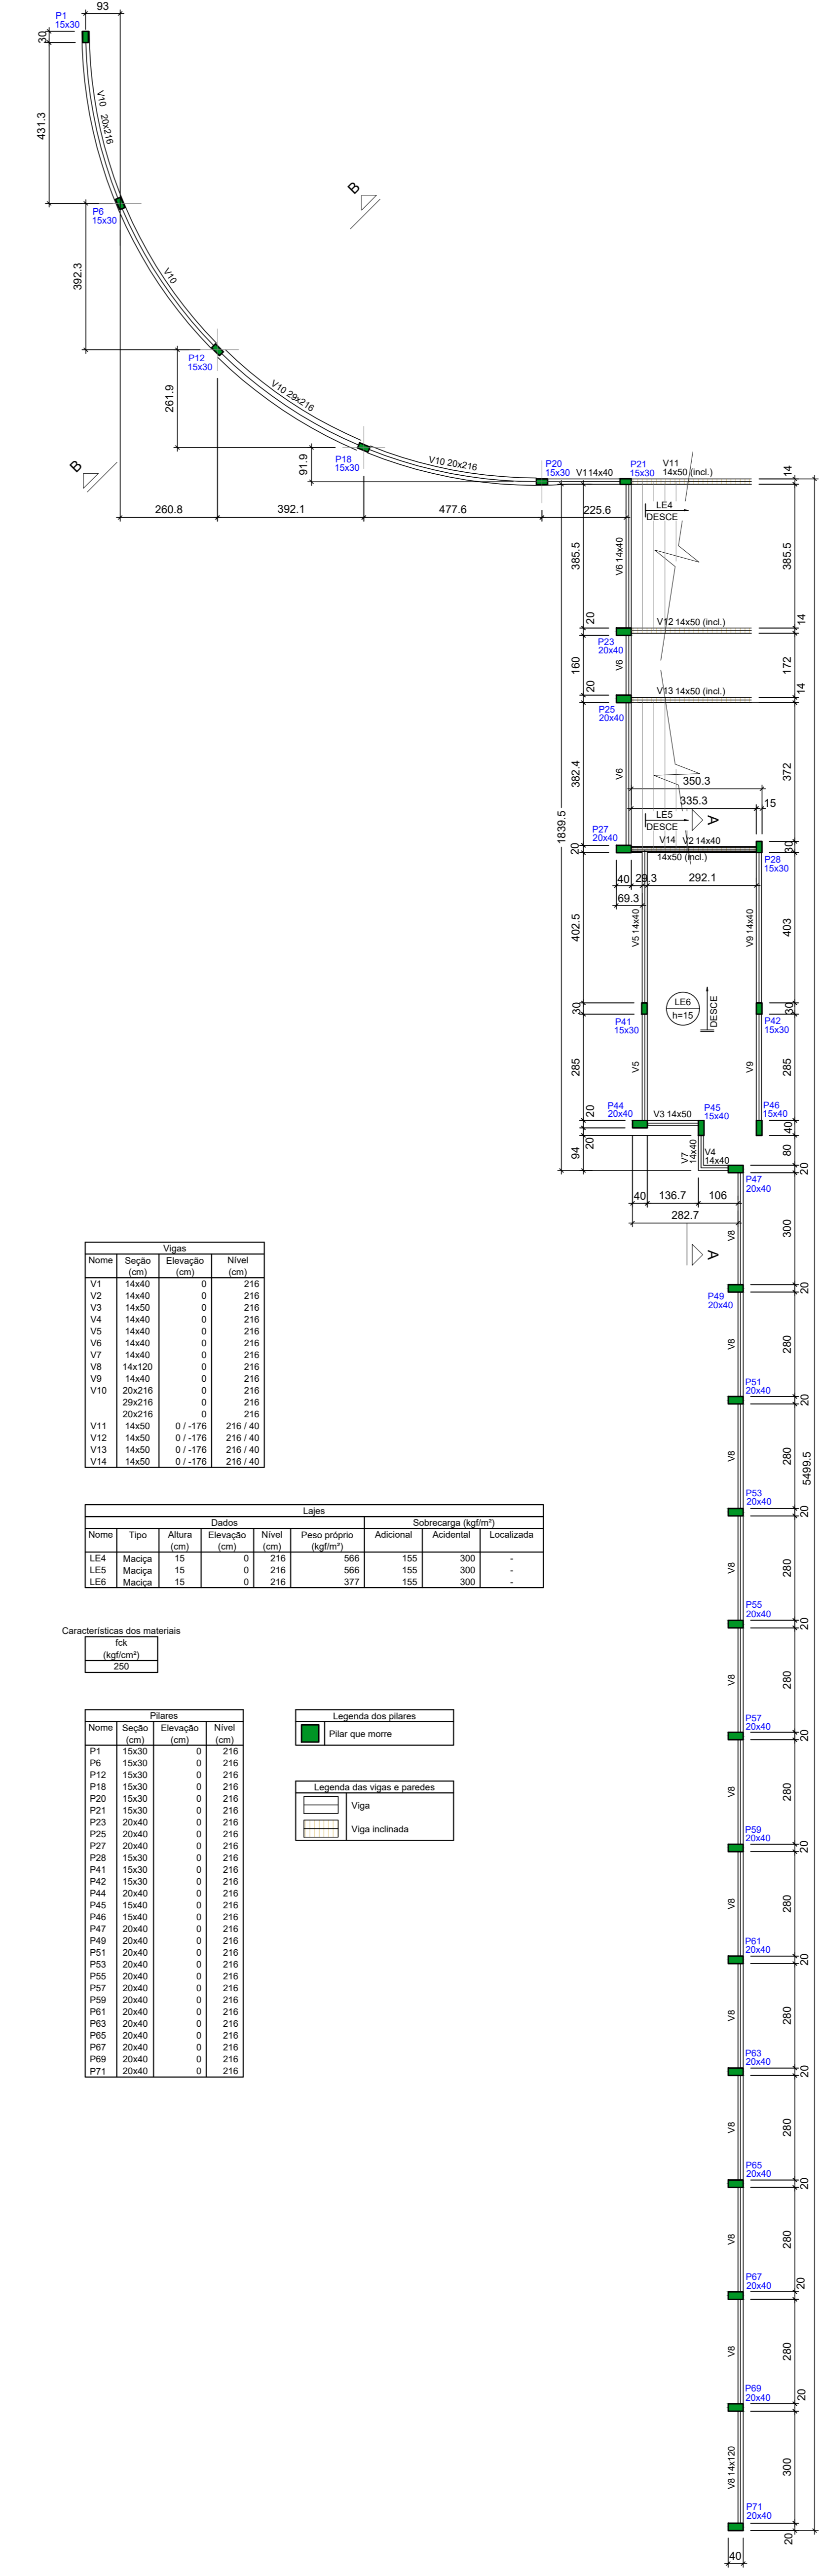 P1
15x30
93
30
431.3
V10 20x216
P6
15x30
B
392.3
V10
P12
15x30
261.9
V10 29x216
P18
15x30
91.9
V10 20x216
B
P20
15x30
V1 14x40
P21
15x30
V11
14x50 (incl.)
14
260.8
392.1
477.6
225.6
LE4
DESCE
385.5
V6 14x40
385.5
20
V12 14x50 (incl.)
14
P23
20x40
160
V6
172
20
V13 14x50 (incl.)
14
P25
20x40
382.4
V6
372
350.3
335.3
15
1839.5
LE5
DESCE
A
P27
20x40
V14
V2 14x40
14x50 (incl.)
20
30
P28
15x30
40
29.3
292.1
69.3
402.5
V5 14x40
V9 14x40
403
LE6
h=15
DESCE
30
P41
15x30
30
P42
15x30
285
V5
V9
285
20
P44
20x40
V3 14x50
P45
15x40
P46
15x40
40
20
94
V7
14x40
V4
14x40
80
20
P47
20x40
40
136.7
106
282.7
V8
300
A
P49
20x40
20
V8
280
P51
20x40
20
V8
280
5499.5
P53
20x40
20
V8
280
P55
20x40
20
V8
280
P57
20x40
20
V8
280
P59
20x40
20
V8
280
P61
20x40
20
V8
280
P63
20x40
20
V8
280
P65
20x40
20
V8
280
P67
20x40
20
V8
280
P69
20x40
20
V8 14x120
300
P71
20x40
20
40
Vigas
Nome Seção Elevação Nível
(cm) (cm) (cm)
V1 14x40 0 216
V2 14x40 0 216
V3 14x50 0 216
V4 14x40 0 216
V5 14x40 0 216
V6 14x40 0 216
V7 14x40 0 216
V8 14x120 0 216
V9 14x40 0 216
V10 20x216 0 216
29x216 0 216
20x216 0 216
V11 14x50 0 / -176 216 / 40
V12 14x50 0 / -176 216 / 40
V13 14x50 0 / -176 216 / 40
V14 14x50 0 / -176 216 / 40
Lajes
Dados Sobrecarga (kgf/m²)
Nome Tipo Altura Elevação Nível Peso próprio Adicional Acidental Localizada
(cm) (cm) (cm) (kgf/m²)
LE4 Maciça 15 0 216 566 155 300 -
LE5 Maciça 15 0 216 566 155 300 -
LE6 Maciça 15 0 216 377 155 300 -
Características dos materiais
fck
(kgf/cm²)
250
Pilares
Nome Seção Elevação Nível
(cm) (cm) (cm)
P1 15x30 0 216
P6 15x30 0 216
P12 15x30 0 216
P18 15x30 0 216
P20 15x30 0 216
P21 15x30 0 216
P23 20x40 0 216
P25 20x40 0 216
P27 20x40 0 216
P28 15x30 0 216
P41 15x30 0 216
P42 15x30 0 216
P44 20x40 0 216
P45 15x40 0 216
P46 15x40 0 216
P47 20x40 0 216
P49 20x40 0 216
P51 20x40 0 216
P53 20x40 0 216
P55 20x40 0 216
P57 20x40 0 216
P59 20x40 0 216
P61 20x40 0 216
P63 20x40 0 216
P65 20x40 0 216
P67 20x40 0 216
P69 20x40 0 216
P71 20x40 0 216
Legenda dos pilares
Pilar que morre
Legenda das vigas e paredes
Viga
Viga inclinada